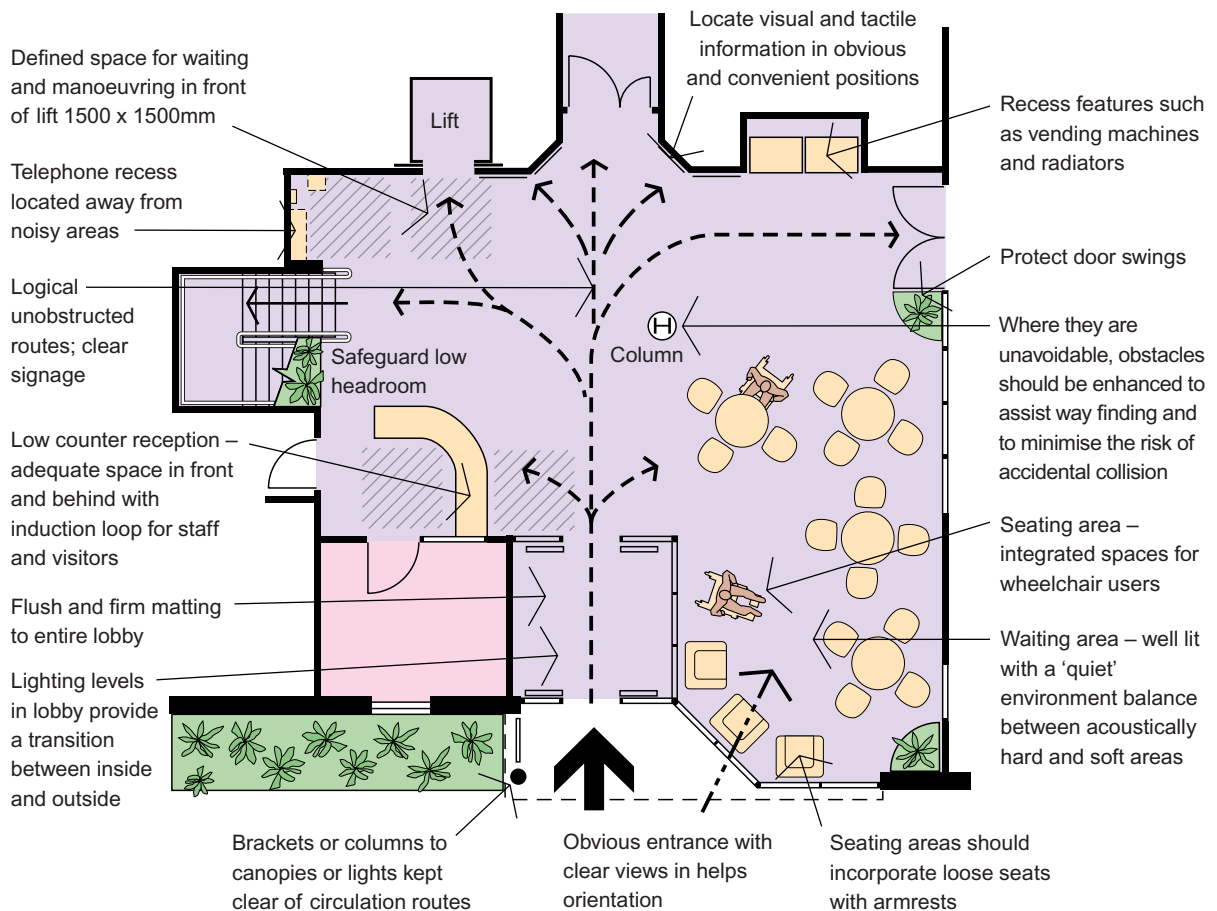 Defined space for waiting
and manoeuvring in front
of lift 1500 x 1500mm
Telephone recess
located away from
noisy areas
Logical
unobstructed
routes; clear
signage
Low counter reception –
adequate space in front
and behind with
induction loop for staff
and visitors
Flush and firm matting
to entire lobby
Lighting levels
in lobby provide
a transition
between inside
and outside
Lift
Safeguard low
headroom
Column
Locate visual and tactile
information in obvious
and convenient positions
Recess features such
as vending machines
and radiators
Protect door swings
Where they are
unavoidable, obstacles
should be enhanced to
assist way finding and
to minimise the risk of
accidental collision
Seating area –
integrated spaces for
wheelchair users
Waiting area – well lit
with a ‘quiet’
environment balance
between acoustically
hard and soft areas
Brackets or columns to
canopies or lights kept
clear of circulation routes
Obvious entrance with
clear views in helps
orientation
Seating areas should
incorporate loose seats
with armrests